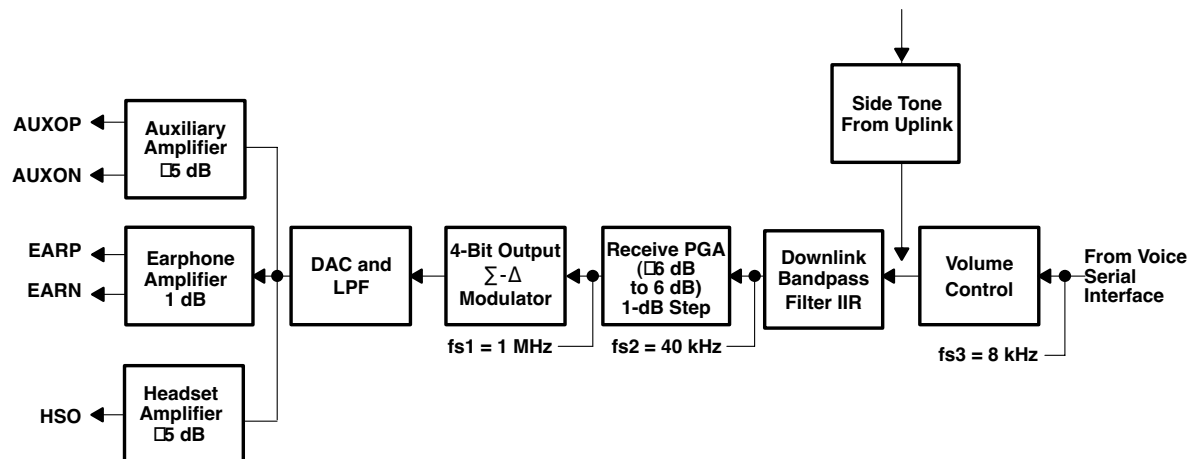 Side Tone
From Uplink
AUXOP
AUXON
Auxiliary
Amplifier
□5 dB
EARP
EARN
Earphone
Amplifier
1 dB
DAC and
LPF
4-Bit Output
Σ-Δ
Modulator
Receive PGA
(□6 dB
to 6 dB)
1-dB Step
Downlink
Bandpass
Filter IIR
Volume
Control
From Voice
Serial
Interface
fs1 = 1 MHz
fs2 = 40 kHz
fs3 = 8 kHz
HSO
Headset
Amplifier
□5 dB